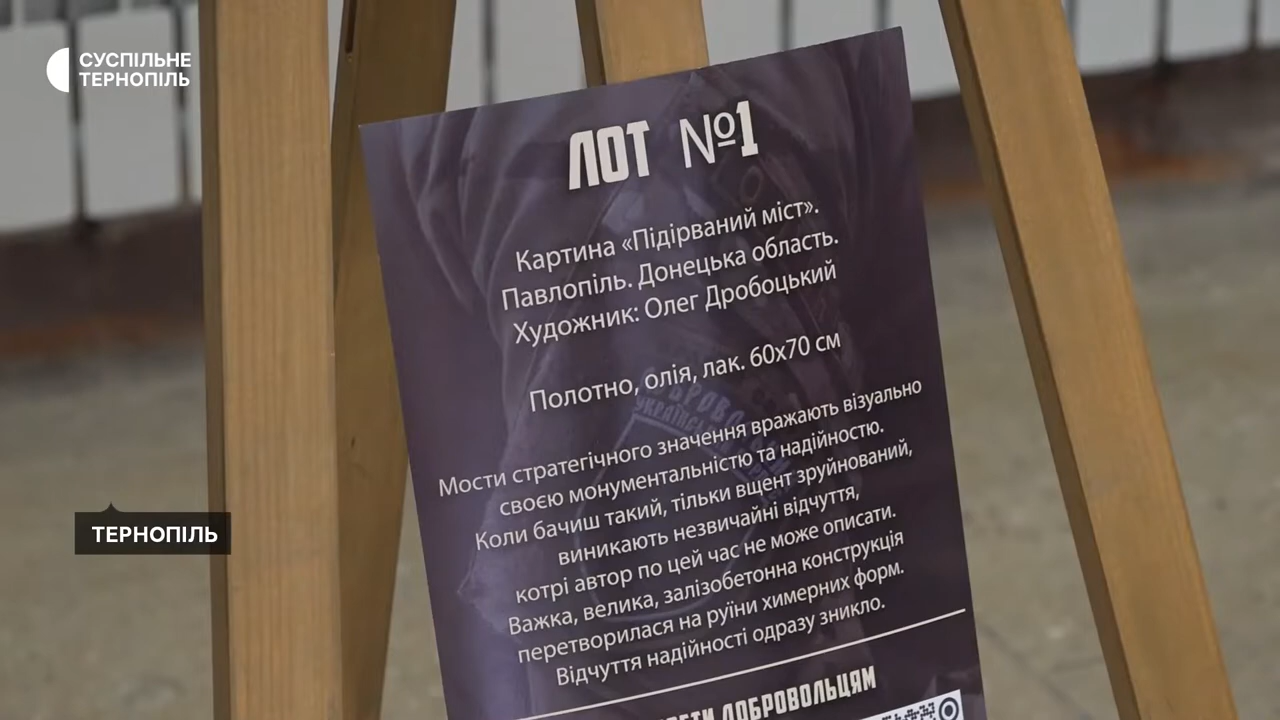 СУСПІЛЬНЕ
ТЕРНОПІЛЬ
ЛОТ №1
Картина «Підірваний міст».
Павлопіль. Донецька область.
Художник: Олег Дробоцький
Полотно, олія, лак. 60х70 см
Мости стратегічного значення вражають візуально
своєю монументальністю та надійністю.
Коли бачиш такий, тільки вщент зруйнований,
виникають незвичайні відчуття,
котрі автор по цей час не може описати.
Важка, велика, залізобетонна конструкція
перетворилася на руїни химерних форм.
Відчуття надійності одразу зникло.
ДОБРОВОЛЬЦЯМ
ТЕРНОПІЛЬ